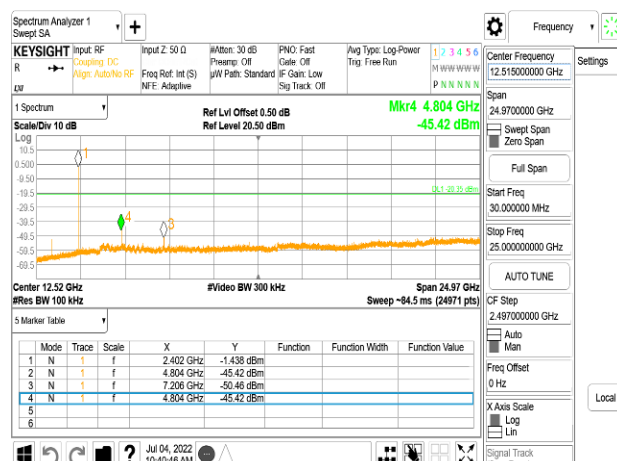 Spectrum Analyzer 1
Swept SA
+
Frequency
KEYSIGHT Input: RF Input Z: 50 Ω #Atten: 30 dB PNO: Fast Avg Type: Log-Power 1 2 3 4 5 6
R Coupling: DC Preamp: Off Gate: Off Trig: Free Run M W W W W W
Align: Auto/No RF Freq Ref: Int (S) µW Path: Standard IF Gain: Low
NFE: Adaptive Sig Track: Off P N N N N N
Settings
1 Spectrum
Scale/Div 10 dB
Ref Lvl Offset 0.50 dB
Ref Level 20.50 dBm
Mkr4 4.804 GHz
-45.42 dBm
Log
10.5
0.500
-9.50
-19.5
-29.5
-39.5
-49.5
-59.5
-69.5
1
4
3
DL1 -20.35 dBm
Center 12.52 GHz
#Res BW 100 kHz
#Video BW 300 kHz
Span 24.97 GHz
Sweep ~84.5 ms (24971 pts)
5 Marker Table
Mode Trace Scale X Y Function Function Width Function Value
1 N 1 f 2.402 GHz -1.438 dBm
2 N 1 f 4.804 GHz -45.42 dBm
3 N 1 f 7.206 GHz -50.46 dBm
4 N 1 f 4.804 GHz -45.42 dBm
5
6
Center Frequency
12.515000000 GHz
Span
24.9700000 GHz
Swept Span
Zero Span
Full Span
Start Freq
30.000000 MHz
Stop Freq
25.000000000 GHz
AUTO TUNE
CF Step
2.497000000 GHz
Auto
Man
Freq Offset
0 Hz
X Axis Scale
Log
Lin
Signal Track
Local
?
Jul 04, 2022
10:40:46 AM